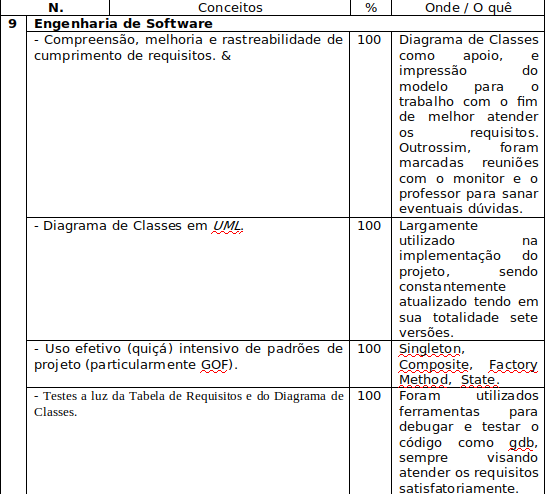 N. Conceitos % Onde / O quê
9 Engenharia de Software
- Compreensão, melhoria e rastreabilidade de
cumprimento de requisitos. &
100
Diagrama de Classes
como apoio, e
impressão do
modelo para o
trabalho com o fim
de melhor atender
os requisitos.
Outrossim, foram
marcadas reuniões
com o monitor e o
professor para sanar
eventuais dúvidas.
- Diagrama de Classes em UML.
100
Largamente
utilizado na
implementação do
projeto, sendo
constantemente
atualizado tendo em
sua totalidade sete
versões.
- Uso efetivo (quiçá) intensivo de padrões de
projeto (particularmente GOF).
100
Singleton,
Composite, Factory
Method, State.
- Testes a luz da Tabela de Requisitos e do Diagrama de
Classes.
100
Foram utilizados
ferramentas para
debugar e testar o
código como gdb,
sempre visando
atender os requisitos
satisfatoriamente.